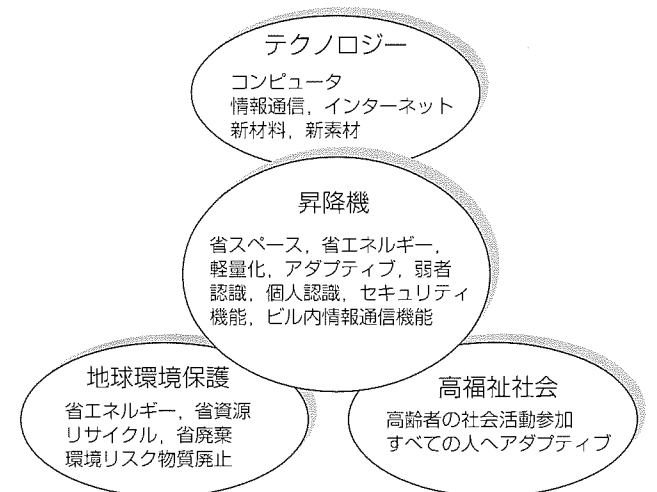 テクノロジー
コンピュータ
情報通信，インターネット
新材料，新素材
昇降機
省スペース，省エネルギー，
軽量化，アダプティブ，弱者
認識，個人認識，セキュリティ
機能，ビル内情報通信機能
地球環境保護
省エネルギー，省資源
リサイクル，省廃棄
環境リスク物質廃止
高福祉社会
高齢者の社会活動参加
すべての人へアダプティブ